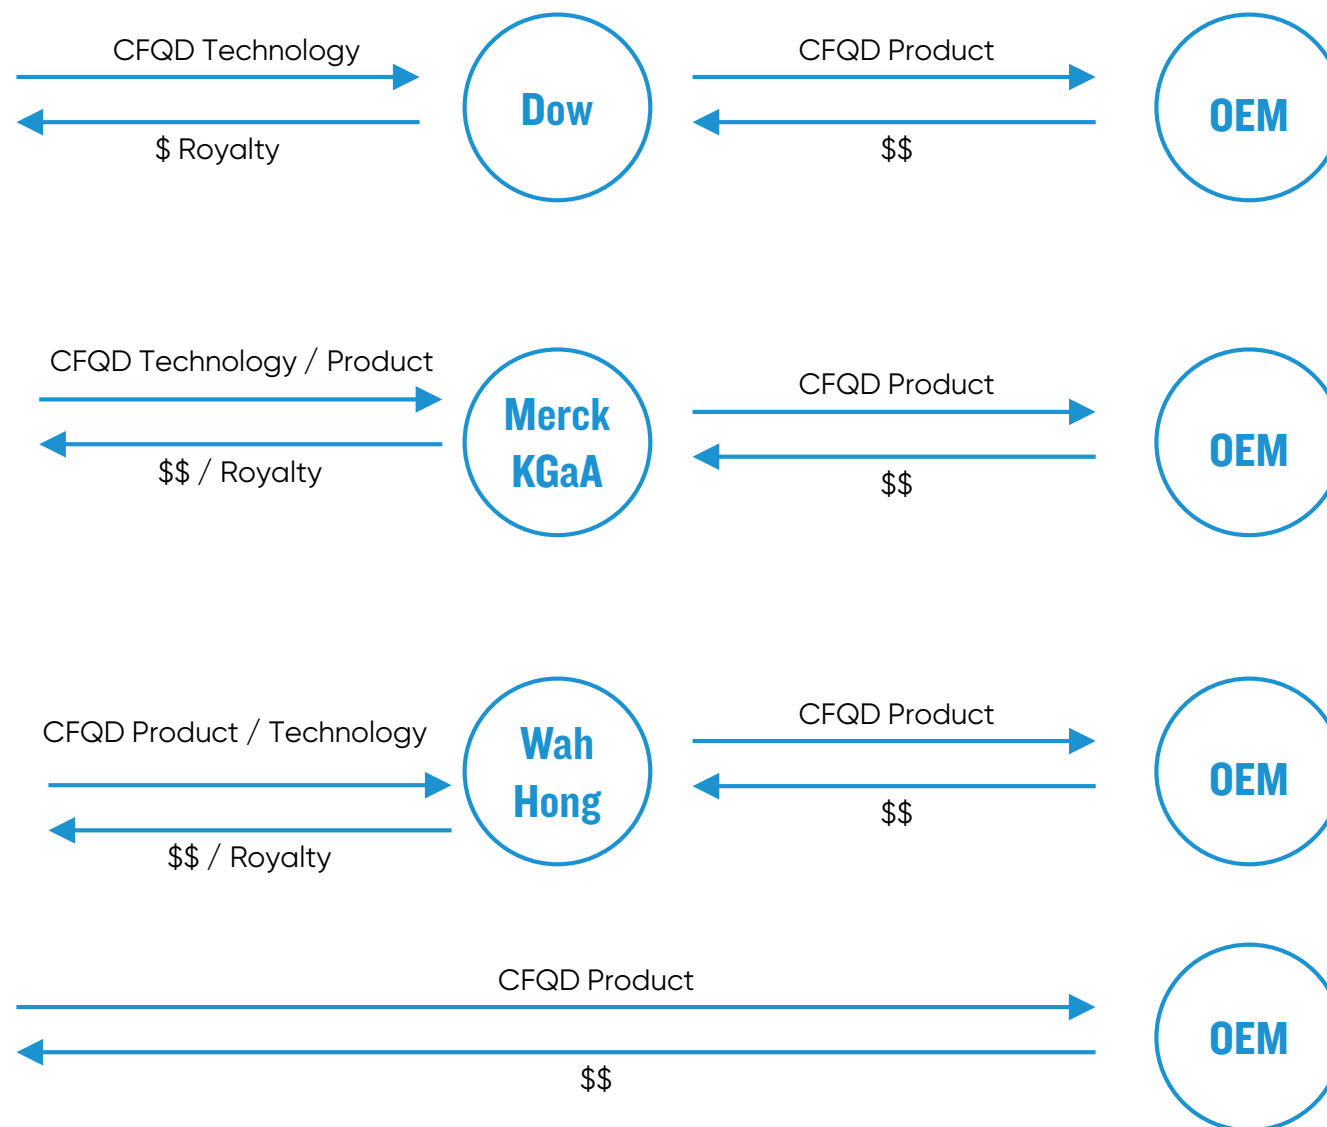 CFQD Technology
$ Royalty
Dow
CFQD Product
$$
OEM
CFQD Technology / Product
$$ / Royalty
Merck
KGaA
CFQD Product
$$
OEM
CFQD Product / Technology
$$ / Royalty
Wah
Hong
CFQD Product
$$
OEM
CFQD Product
$$
OEM